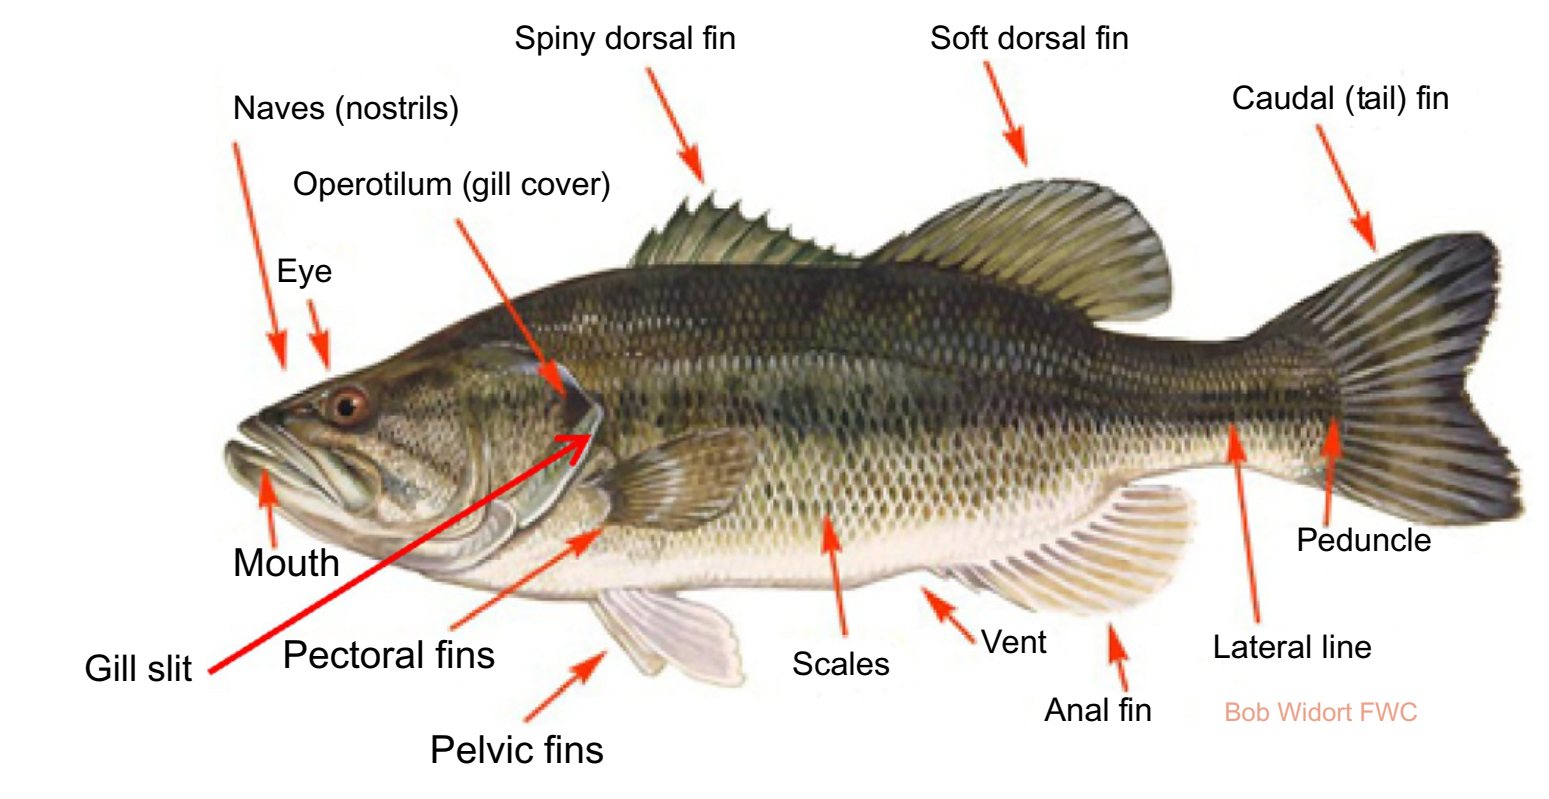 Spiny dorsal fin
Soft dorsal fin
Caudal (tail) fin
Naves (nostrils)
Operotilum (gill cover)
Eye
Mouth
Peduncle
Gill slit
Pectoral fins
Scales
Vent
Lateral line
Anal fin
Bob Widort FWC
Pelvic fins